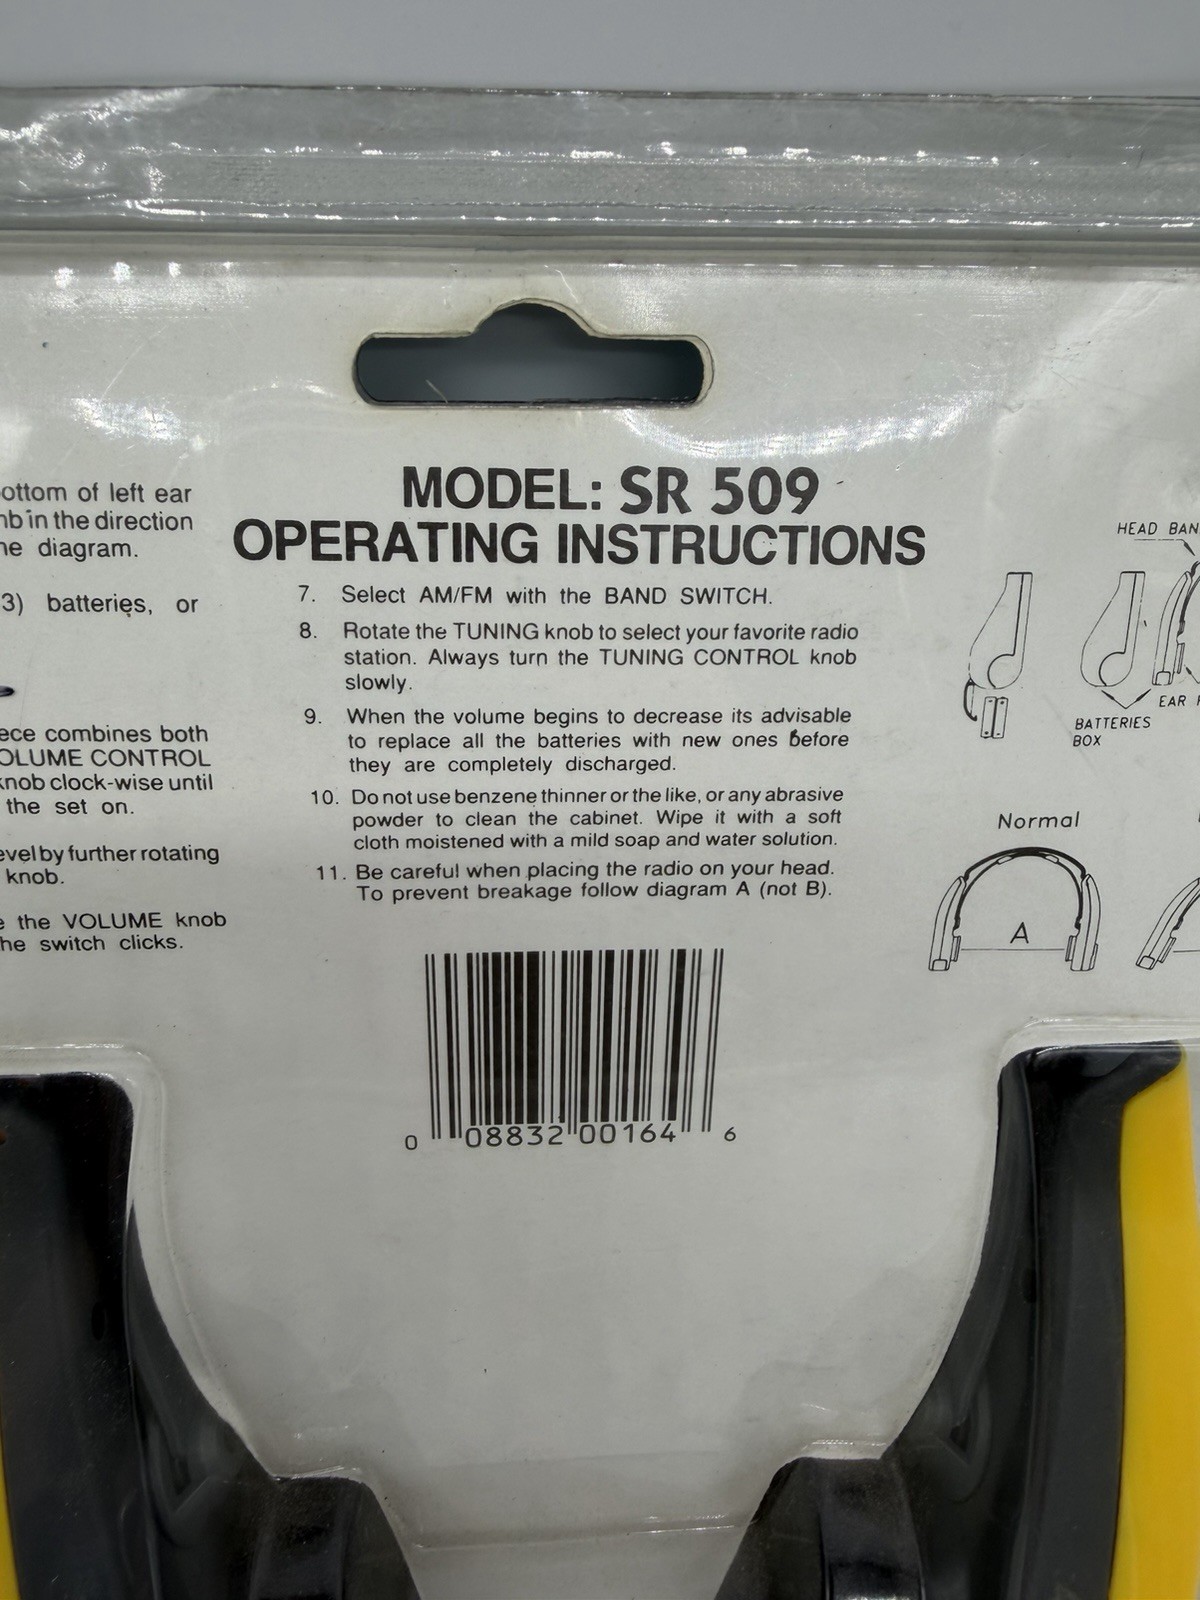 ottom of left ear
in the direction
diagram.
3) batteries, or
combines both
VOLUME CONTROL
knob clock-wise until
the set on.
by further rotating
knob.
the VOLUME knob
the switch clicks.
MODEL: SR 509
OPERATING INSTRUCTIONS
7. Select AM/FM with the BAND SWITCH.
8. Rotate the TUNING knob to select your favorite radio
station. Always turn the TUNING CONTROL knob
slowly.
9. When the volume begins to decrease its advisable
to replace all the batteries with new ones before
they are completely discharged.
10. Do not use benzene thinner or the like, or any abrasive
powder to clean the cabinet. Wipe it with a soft
cloth moistened with a mild soap and water solution.
11. Be careful when placing the radio on your head.
To prevent breakage follow diagram A (not B).
0 08832 00164 6
HEAD BAN
EAR
BATTERIES
BOX
Normal
A